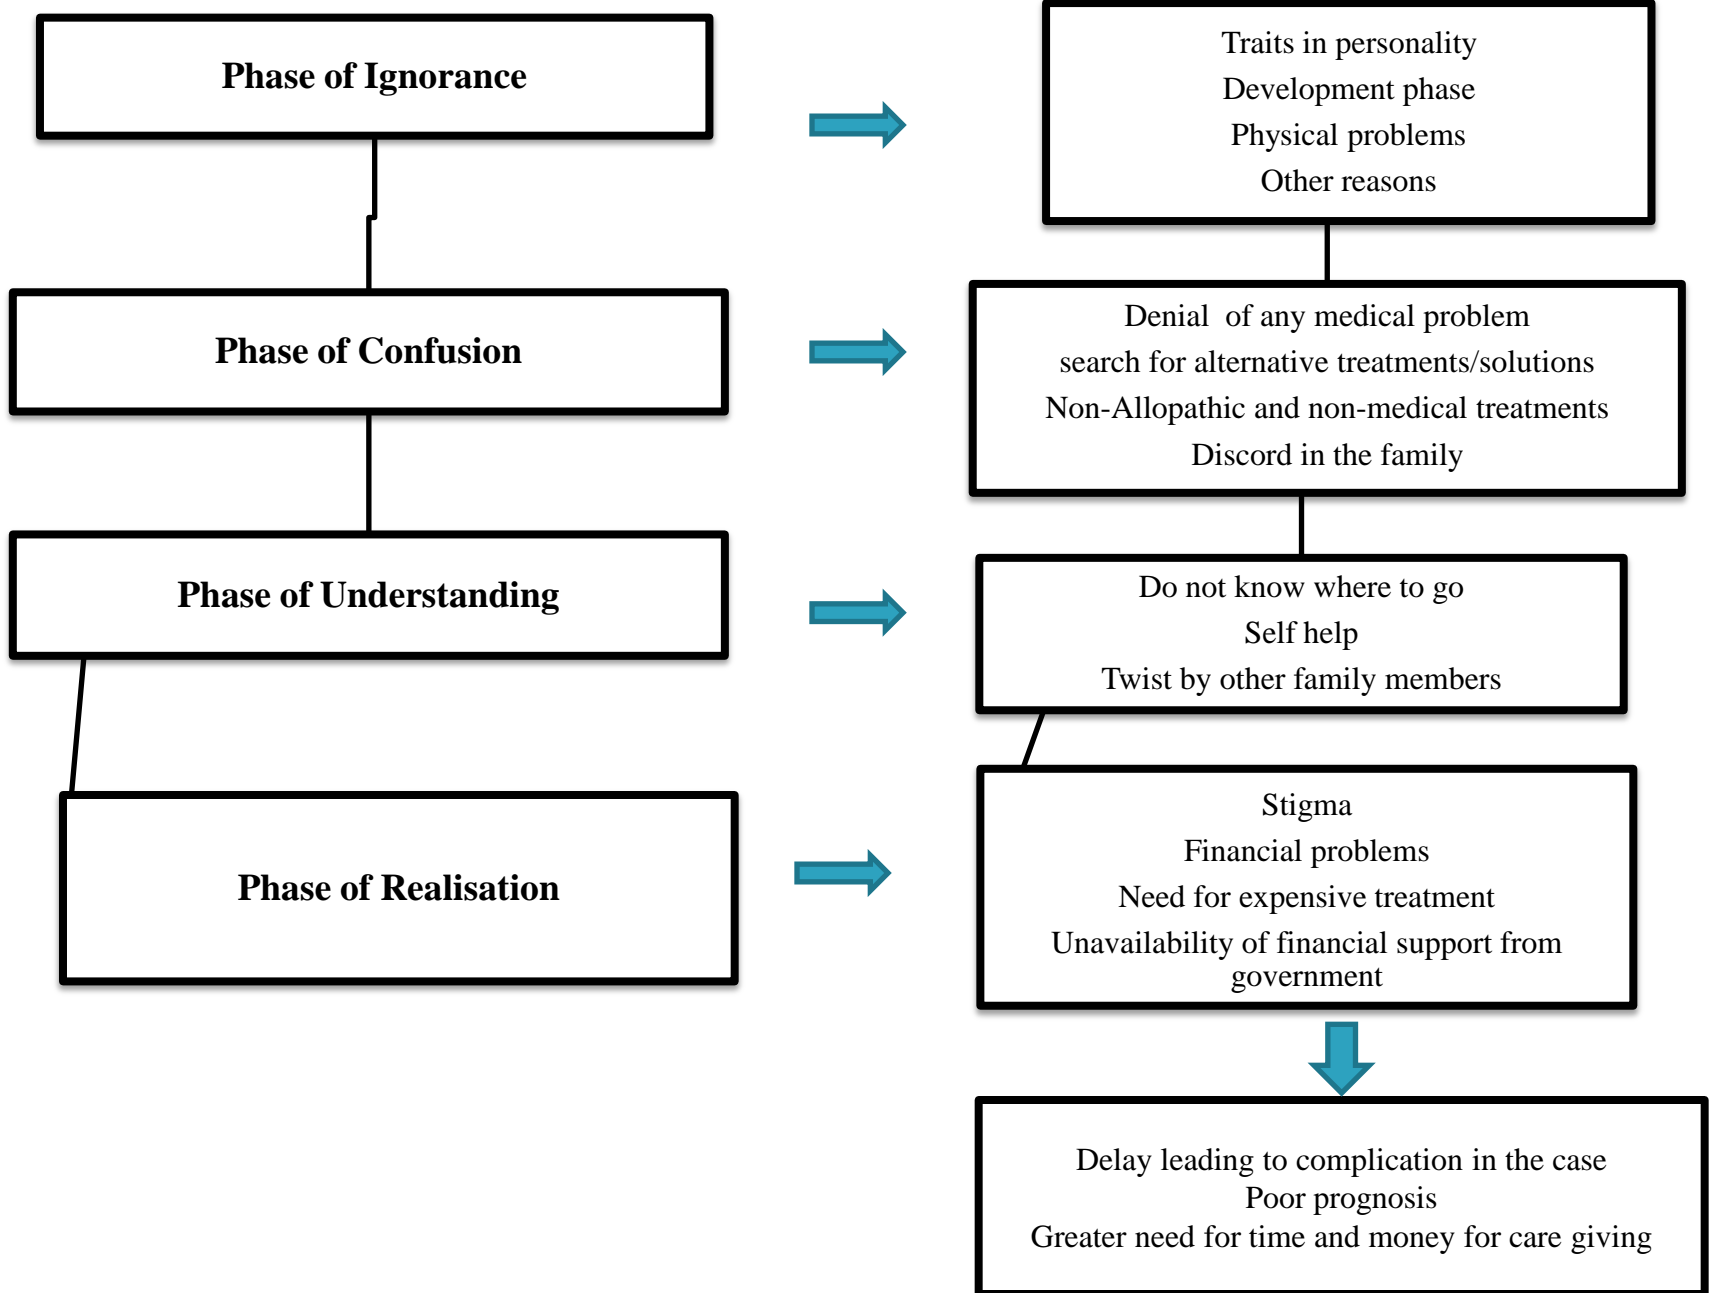 Phase of Ignorance
Traits in personality
Development phase
Physical problems
Other reasons
Phase of Confusion
Denial  of any medical problem
search for alternative treatments/solutions
Non-Allopathic and non-medical treatments
Discord in the family
Phase of Understanding
Do not know where to go
Self help
Twist by other family members
Phase of Realisation
Stigma
Financial problems
Need for expensive treatment
Unavailability of financial support from
government
Delay leading to complication in the case
Poor prognosis
Greater need for time and money for care giving